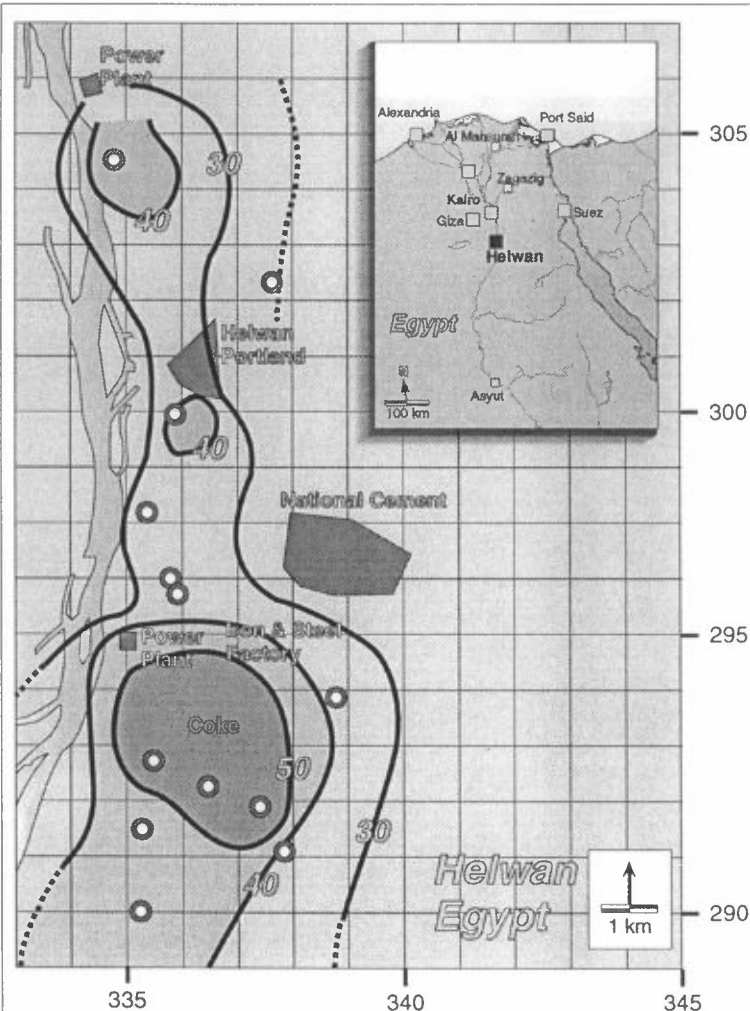 Power
Plant
30
40
Helwan
Portland
40
National Cement
Power
Plant
Iron & Steel
Factory
Coke
50
30
40
Helwan
Egypt
1 km
Alexandria
Port Said
Al Mansurah
Zagazig
Kairo
Giza
Suez
Helwan
Egypt
N
100 km
Asyut
305
300
295
290
335
340
345